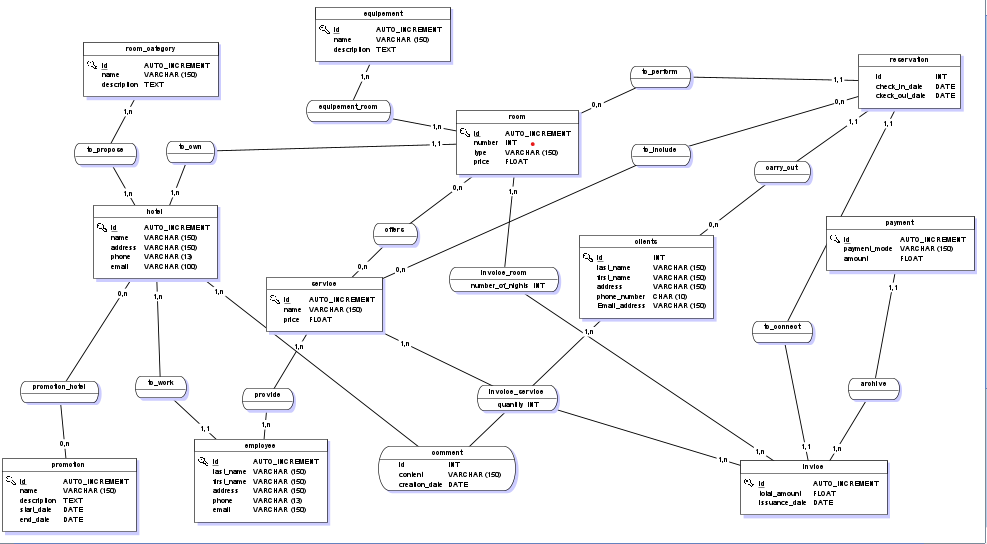 equipement
id AUTO_INCREMENT
name VARCHAR (150)
description TEXT
room_category
id AUTO_INCREMENT
name VARCHAR (150)
description TEXT
reservation
id INT
check_in_date DATE
ckeck_out_date DATE
to_perform
1,n
1,1
0,n
0,n
equipement_room
1,n
1,n
room
id AUTO_INCREMENT
number INT
type VARCHAR (150)
price FLOAT
1,1
1,1
1,1
to_propose
to_own
to_include
carry_out
1,n
1,n
0,n
1,n
hotel
id AUTO_INCREMENT
name VARCHAR (150)
address VARCHAR (150)
phone VARCHAR (13)
email VARCHAR (100)
offers
0,n
payment
id AUTO_INCREMENT
payment_mode VARCHAR (150)
amount FLOAT
clients
id INT
last_name VARCHAR (150)
first_name VARCHAR (150)
address VARCHAR (150)
phone_number CHAR (10)
Email_address VARCHAR (150)
0,n
0,n
invoice_room
number_of_nights INT
service
id AUTO_INCREMENT
name VARCHAR (150)
price FLOAT
0,n
1,n
1,n
1,1
to_connect
1,n
1,n
1,n
promotion_hotel
to_work
provide
invoice_service
quantity INT
archive
1,1
1,n
0,n
employee
id AUTO_INCREMENT
last_name VARCHAR (150)
first_name VARCHAR (150)
address VARCHAR (150)
phone VARCHAR (13)
email VARCHAR (150)
comment
id INT
content VARCHAR (150)
creation_date DATE
1,n
1,n
1,1
1,n
promotion
id AUTO_INCREMENT
name VARCHAR (150)
description TEXT
start_date DATE
end_date DATE
invoice
id AUTO_INCREMENT
total_amount FLOAT
issuance_date DATE